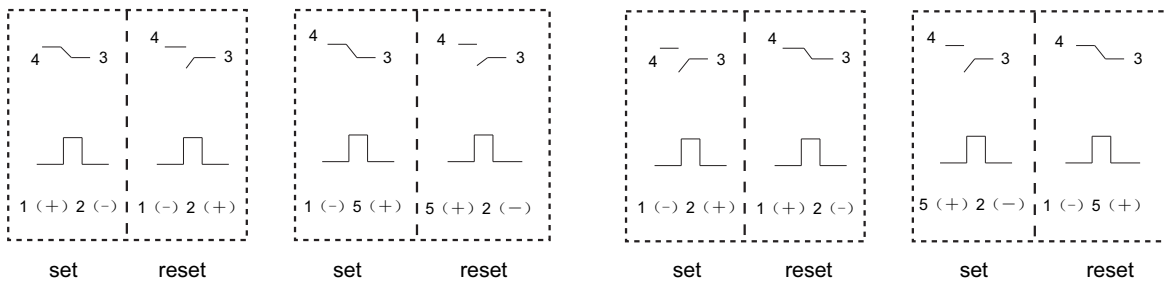 4 3 4 3 4 3 4 3 4 3 4 3 4 3 4 3
1（+）2（-） 1（-）2（+） 1（-）5（+） 5（+）2（—） 1（-）2（+） 1（+）2（-） 5（+）2（—） 1（-）5（+）
set reset set reset set reset set reset